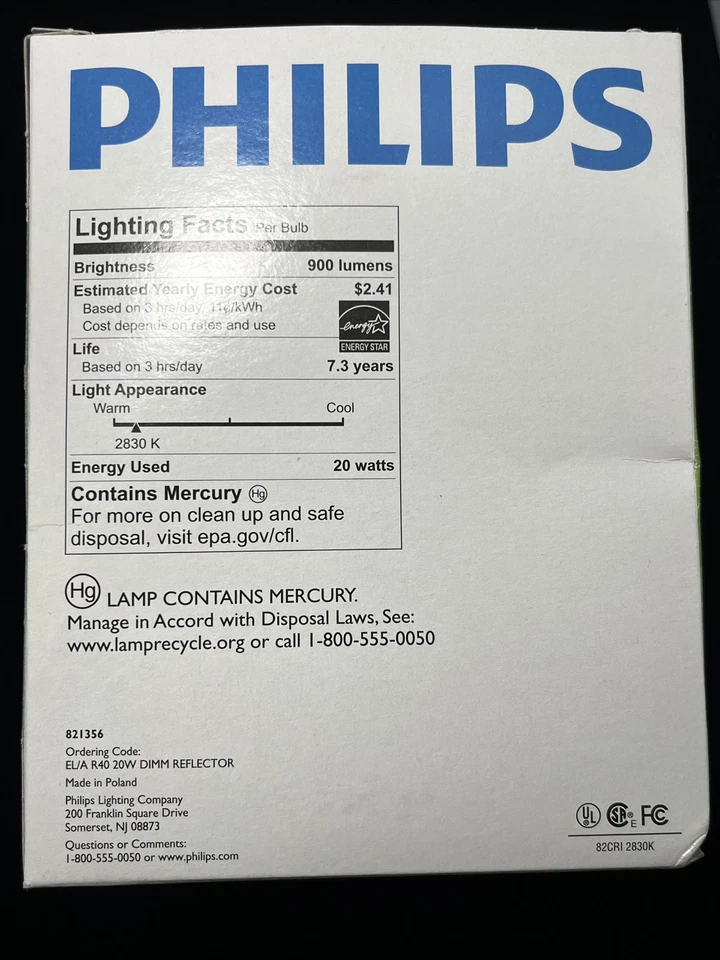 PHILIPS
Lighting Facts Per Bulb
Brightness 900 lumens
Estimated Yearly Energy Cost $2.41
Based on 3 hrs/day, 11¢/kWh
Cost depends on rates and use
energy
ENERGY STAR
Life
Based on 3 hrs/day 7.3 years
Light Appearance
Warm Cool
2830 K
Energy Used 20 watts
Contains Mercury Hg
For more on clean up and safe
disposal, visit epa.gov/cfl.
Hg LAMP CONTAINS MERCURY.
Manage in Accord with Disposal Laws, See:
www.lamprecycle.org or call 1-800-555-0050
821356
Ordering Code:
EL/A R40 20W DIMM REFLECTOR
Made in Poland
Philips Lighting Company
200 Franklin Square Drive
Somerset, NJ 08873
Questions or Comments:
1-800-555-0050 or www.philips.com
UL® SA® E FC
82CRI 2830K